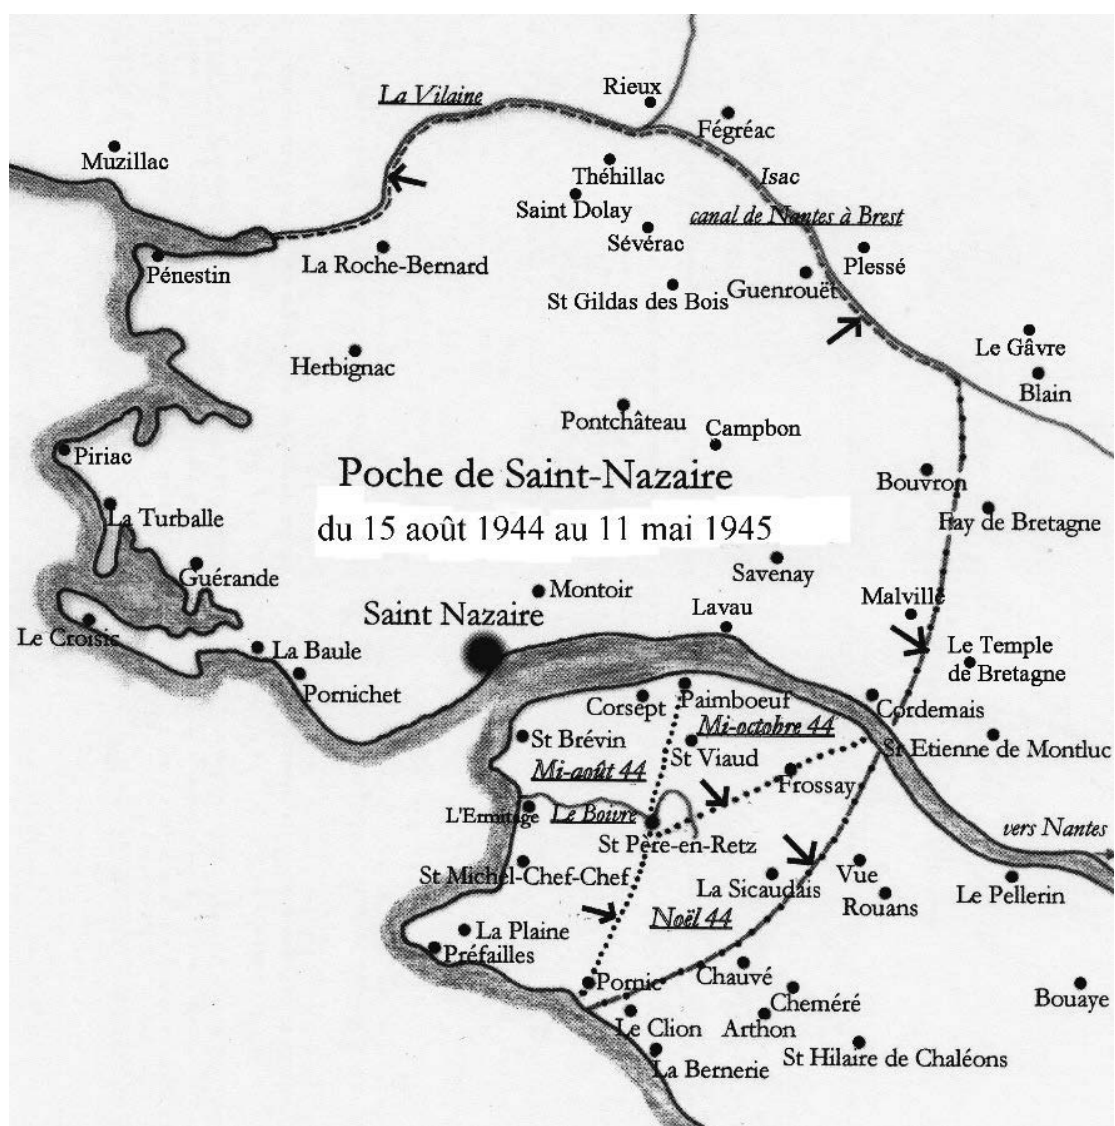 Rieux
La Vilaine
Fégréac
Muzillac
Théhillac
Isac
Saint Dolay
canal de Nantes à Brest
Sévérac
La Roche-Bernard
Pénestin
Plessé
Guenrouët
St Gildas des Bois
Le Gâvre
Herbignac
Blain
Pontchâteau
Campbon
Piriac
Poche de Saint-Nazaire
Bouvron
La Turballe
du 15 août 1944 au 11 mai 1945
Fay de Bretagne
Savenay
Guérande
Montoir
Malville
Lavau
Saint Nazaire
Le Croisic
La Baule
Le Temple
de Bretagne
Pornichet
Paimboeuf
Corsept
Cordemais
Mi-octobre 44
St Brévin
St Viaud
St Etienne de Montluc
Mi-août 44
Frossay
L'Ermitage
Le Boivre
vers Nantes
St Père-en-Retz
St Michel-Chef-Chef
Vue
La Sicaudais
Le Pellerin
Rouans
Noël 44
La Plaine
Préfailles
Chauvé
Pornic
Cheméré
Bouaye
Le Clion
Arthon
St Hilaire de Chaléons
La Bernerie